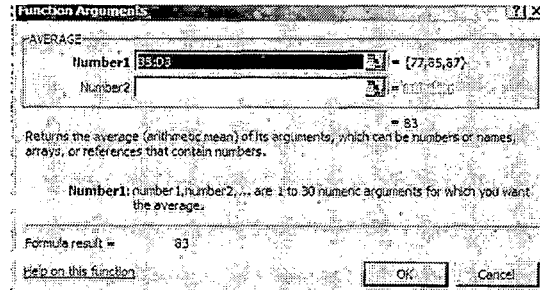 Function Arguments
AVERAGE
Number1 B3:D3 = {77,85,87}
Number2 =
= 83
Returns the average (arithmetic mean) of its arguments, which can be numbers or names,
arrays, or references that contain numbers.
Number1: number1,number2,... are 1 to 30 numeric arguments for which you want
the average.
Formula result = 83
Help on this function OK Cancel